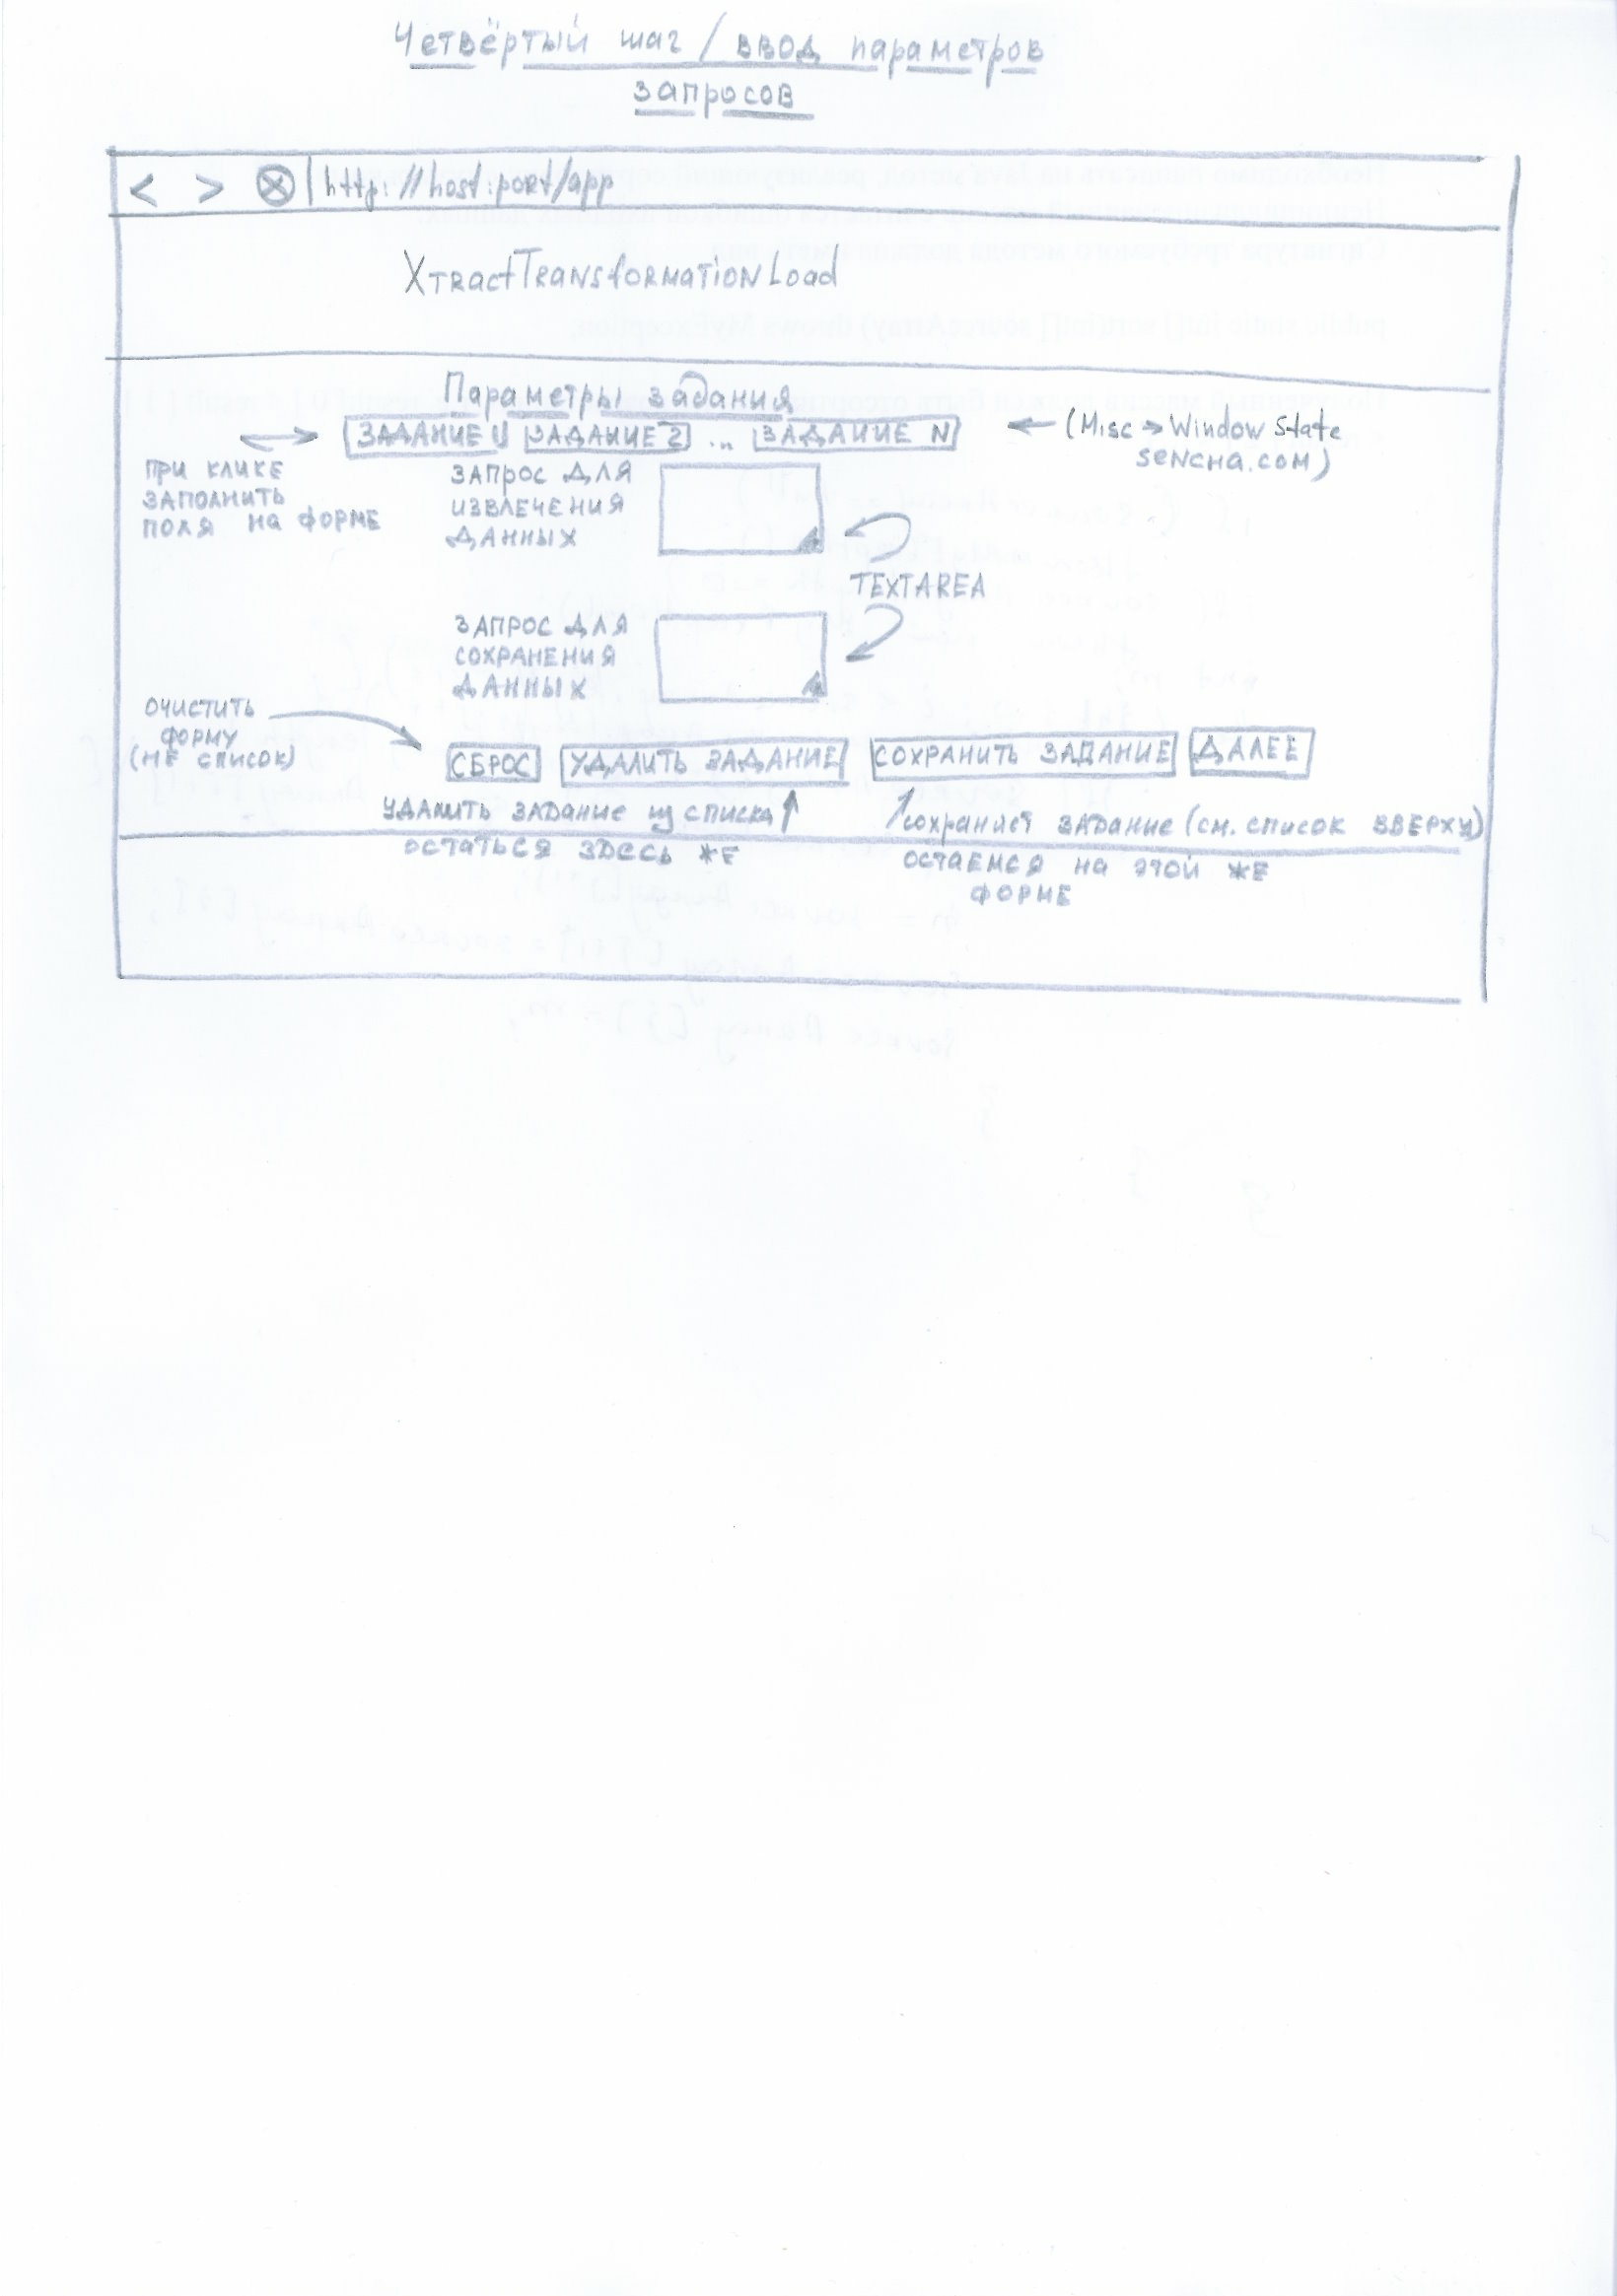 Четвёртый шаг / ввод параметров
запросов
< > ⊗ http://host:port/app
XTRactTRANSfORMATIONLoad
Параметры задания
ЗАДАНИЕ 1 ЗАДАНИЕ 2 ... ЗАДАНИЕ N
(Misc → Window State
SENCHA.COM)
ПРИ КЛИКЕ
ЗАПОЛНИТЬ
ПОЛЯ НА ФОРМЕ
ЗАПРОС ДЛЯ
ИЗВЛЕЧЕНИЯ
ДАННЫХ
TEXTAREA
ЗАПРОС ДЛЯ
СОХРАНЕНИЯ
ДАННЫХ
ОЧИСТИТЬ
ФОРМУ
(НЕ СПИСОК)
СБРОС УДАЛИТЬ ЗАДАНИЕ СОХРАНИТЬ ЗАДАНИЕ ДАЛЕЕ
УДАЛИТЬ ЗАДАНИЕ ИЗ СПИСКА
ОСТАТЬСЯ ЗДЕСЬ ЖЕ
сохраниет ЗАДАНИЕ (СМ. СПИСОК ВВЕРХУ)
ОСТАЕМСЯ НА ЭТОЙ ЖЕ
ФОРМЕ